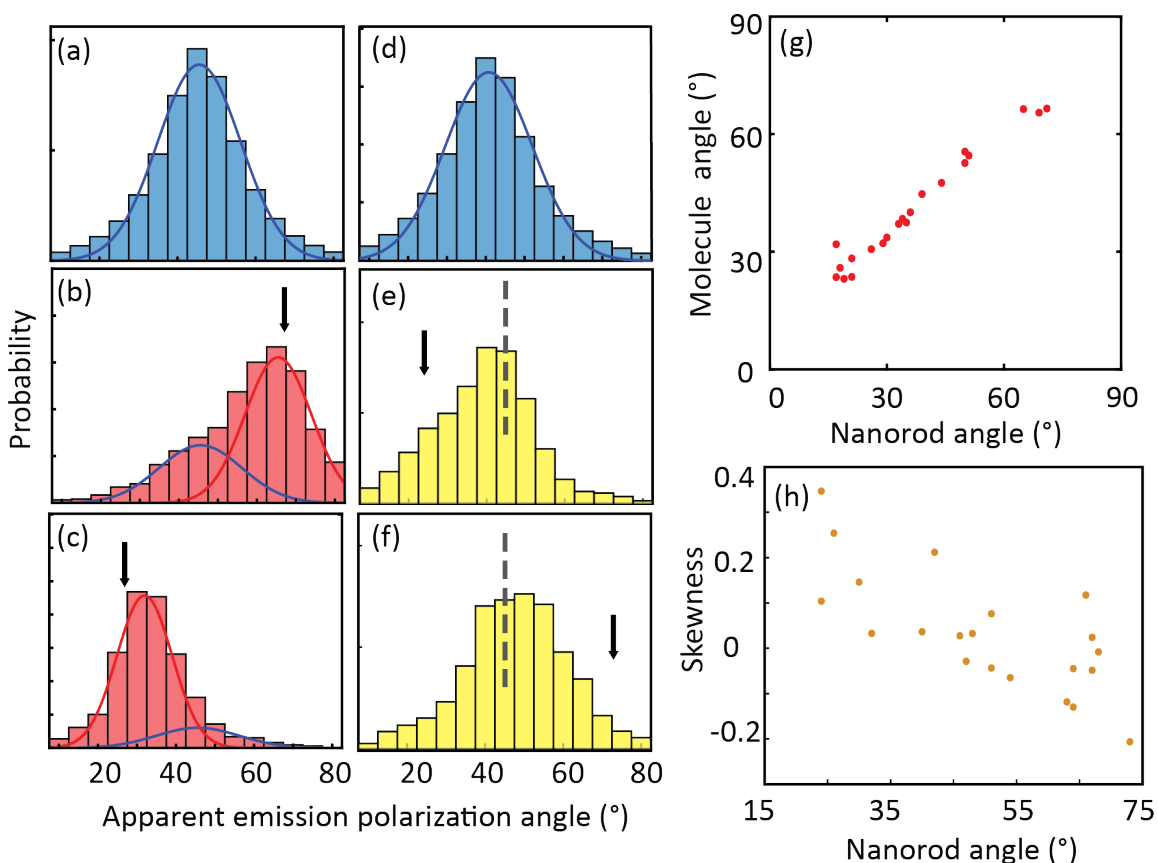 (a)
(d)
(b)
(e)
(c)
(f)
Probability
20 40 60 80 20 40 60 80
Apparent emission polarization angle (°)
(g)
90
60
30
0
Molecule angle (°)
0 30 60 90
Nanorod angle (°)
(h)
0.4
0.2
0
-0.2
Skewness
15 35 55 75
Nanorod angle (°)